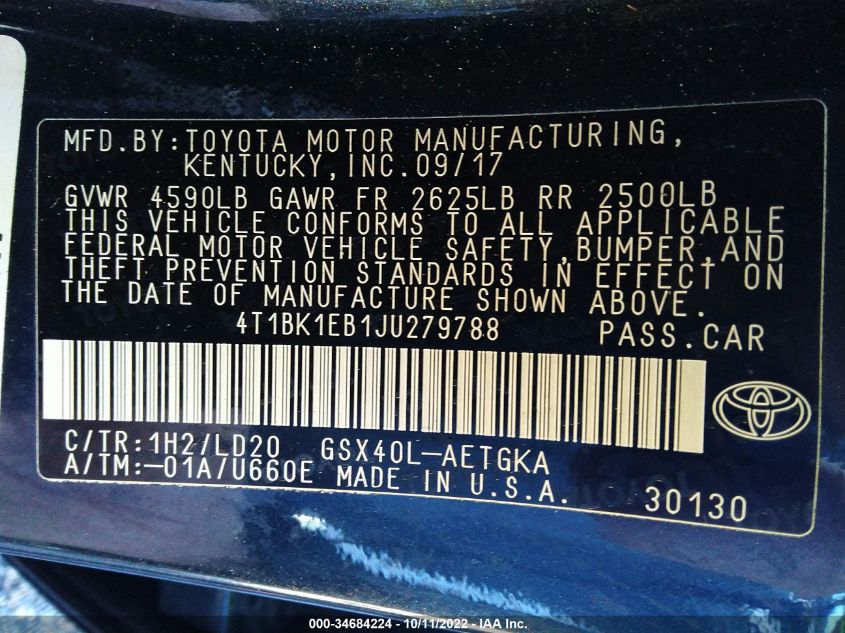 MFD.BY:TOYOTA MOTOR MANUFACTURING,
KENTUCKY,INC.09/17
GVWR 4590LB GAWR FR 2625LB RR 2500LB
THIS VEHICLE CONFORMS TO ALL APPLICABLE
FEDERAL MOTOR VEHICLE SAFETY,BUMPER,AND
THEFT PREVENTION STANDARDS IN EFFECT ON
THE DATE OF MANUFACTURE SHOWN ABOVE.
4T1BK1EB1JU279788 PASS.CAR
C/TR:1H2/LD20 GSX40L-AETGKA
A/TM:-01A/U660E MADE IN U.S.A. 30130
000-34684224 - 10/11/2022 - IAA Inc.